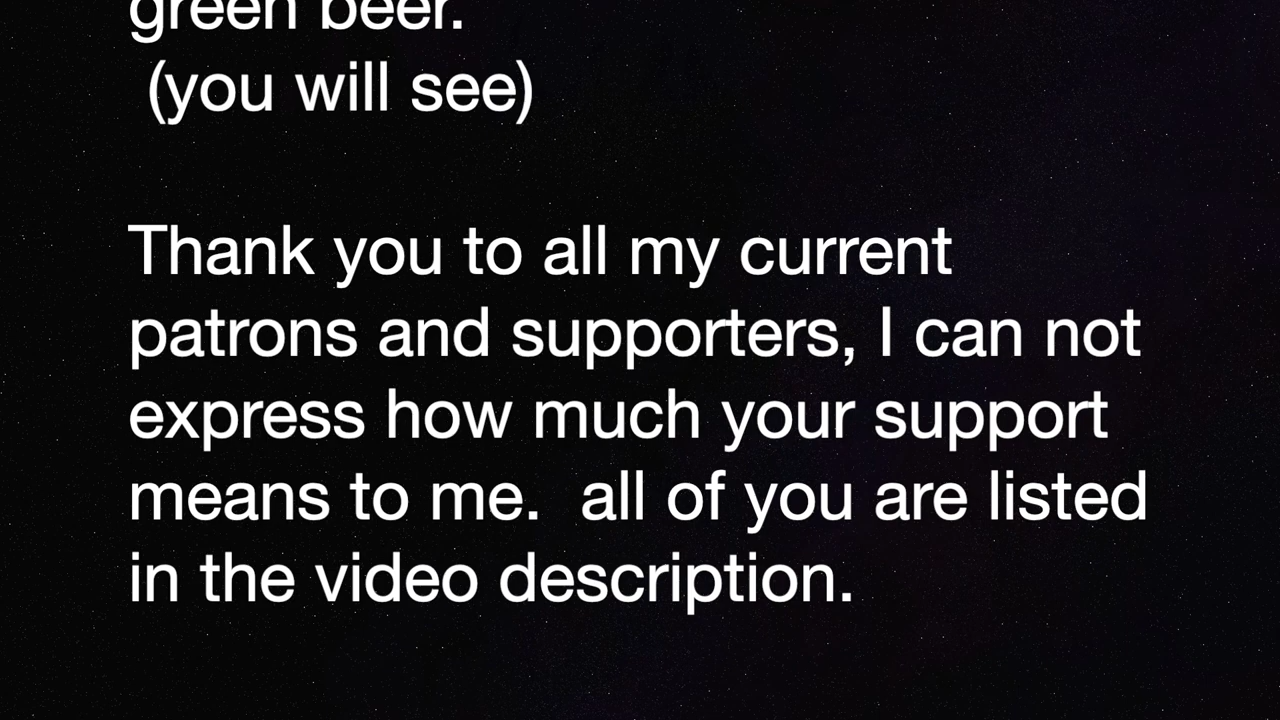 green beer.
(you will see)
Thank you to all my current
patrons and supporters, I can not
express how much your support
means to me.  all of you are listed
in the video description.